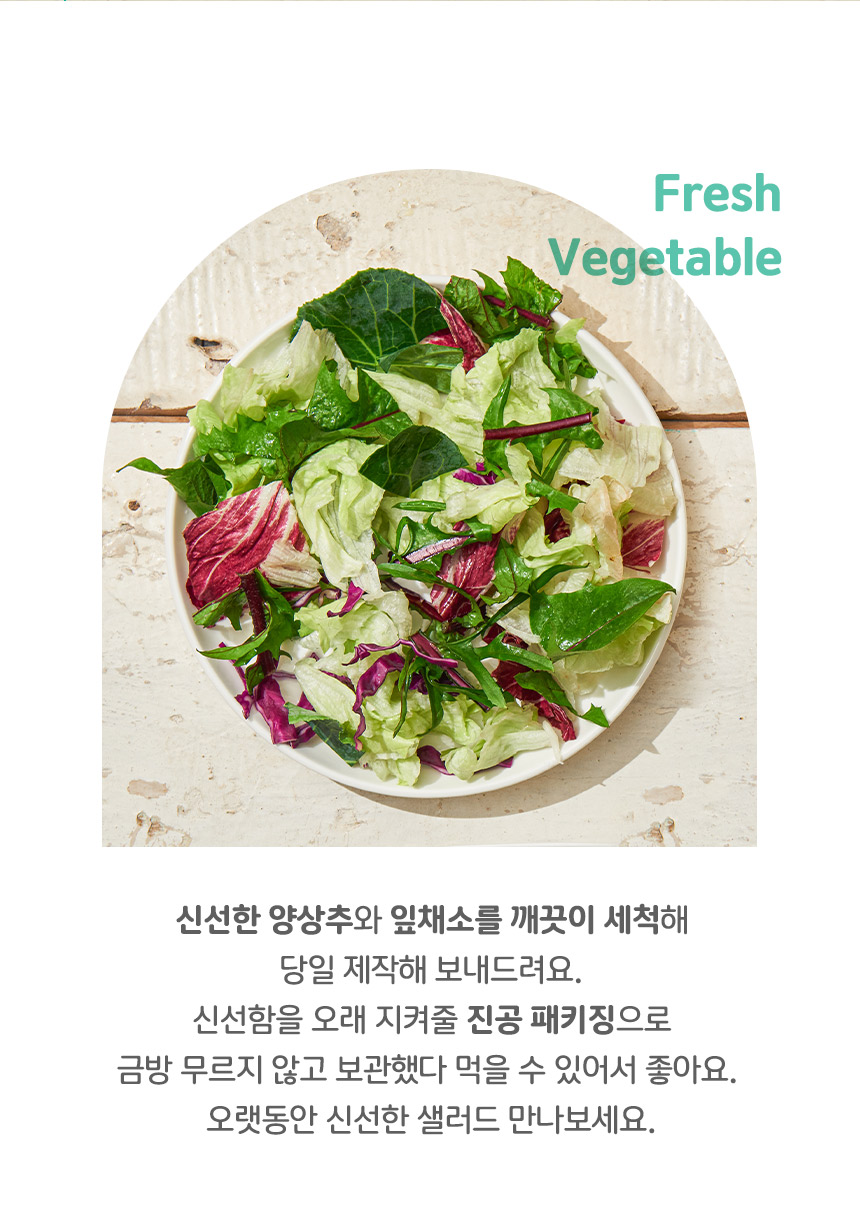 Fresh
Vegetable
신선한 양상추와 잎채소를 깨끗이 세척해
당일 제작해 보내드려요.
신선함을 오래 지켜줄 진공 패키징으로
금방 무르지 않고 보관했다 먹을 수 있어서 좋아요.
오랫동안 신선한 샐러드 만나보세요.